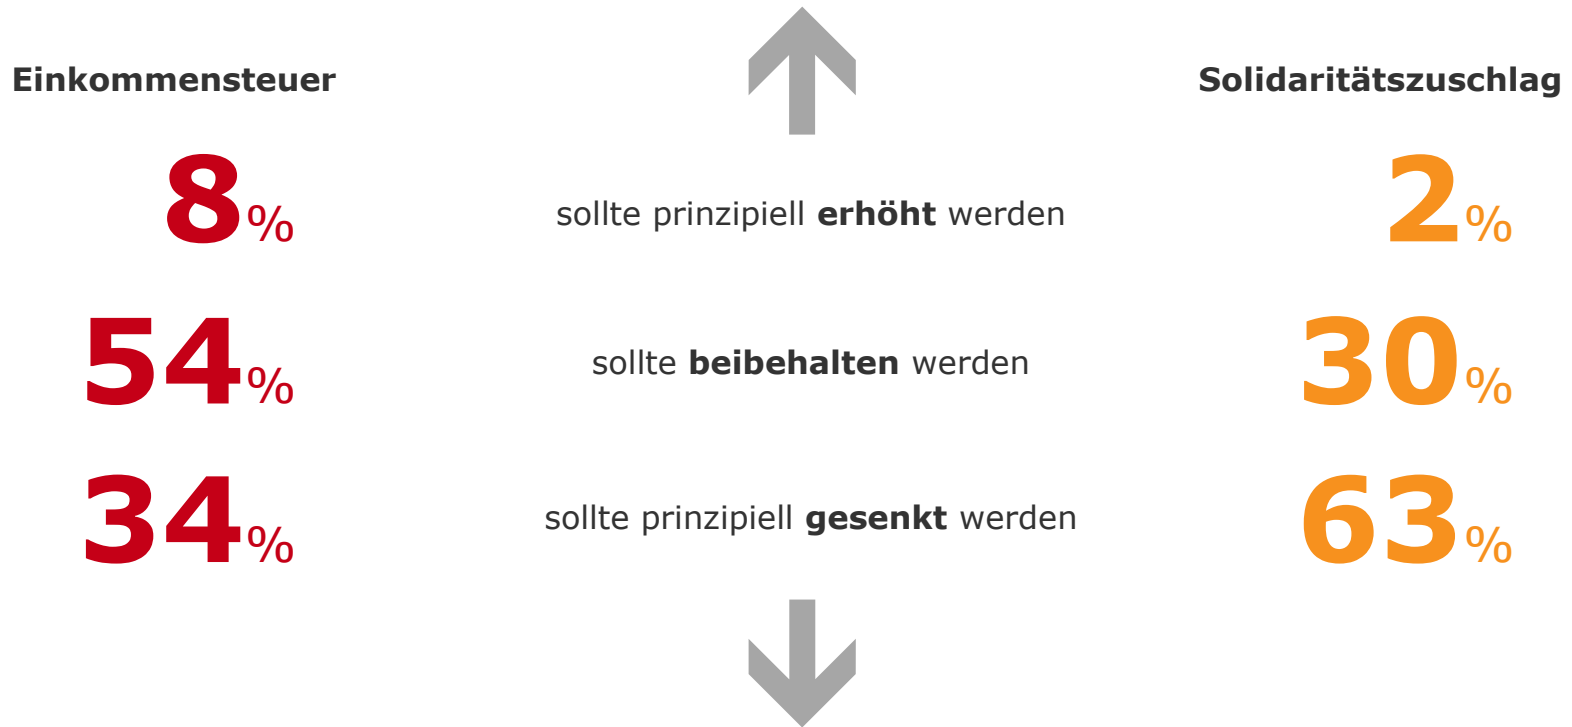 Einkommensteuer
Solidaritätszuschlag
8% sollte prinzipiell erhöht werden 2%
54% sollte beibehalten werden 30%
34% sollte prinzipiell gesenkt werden 63%